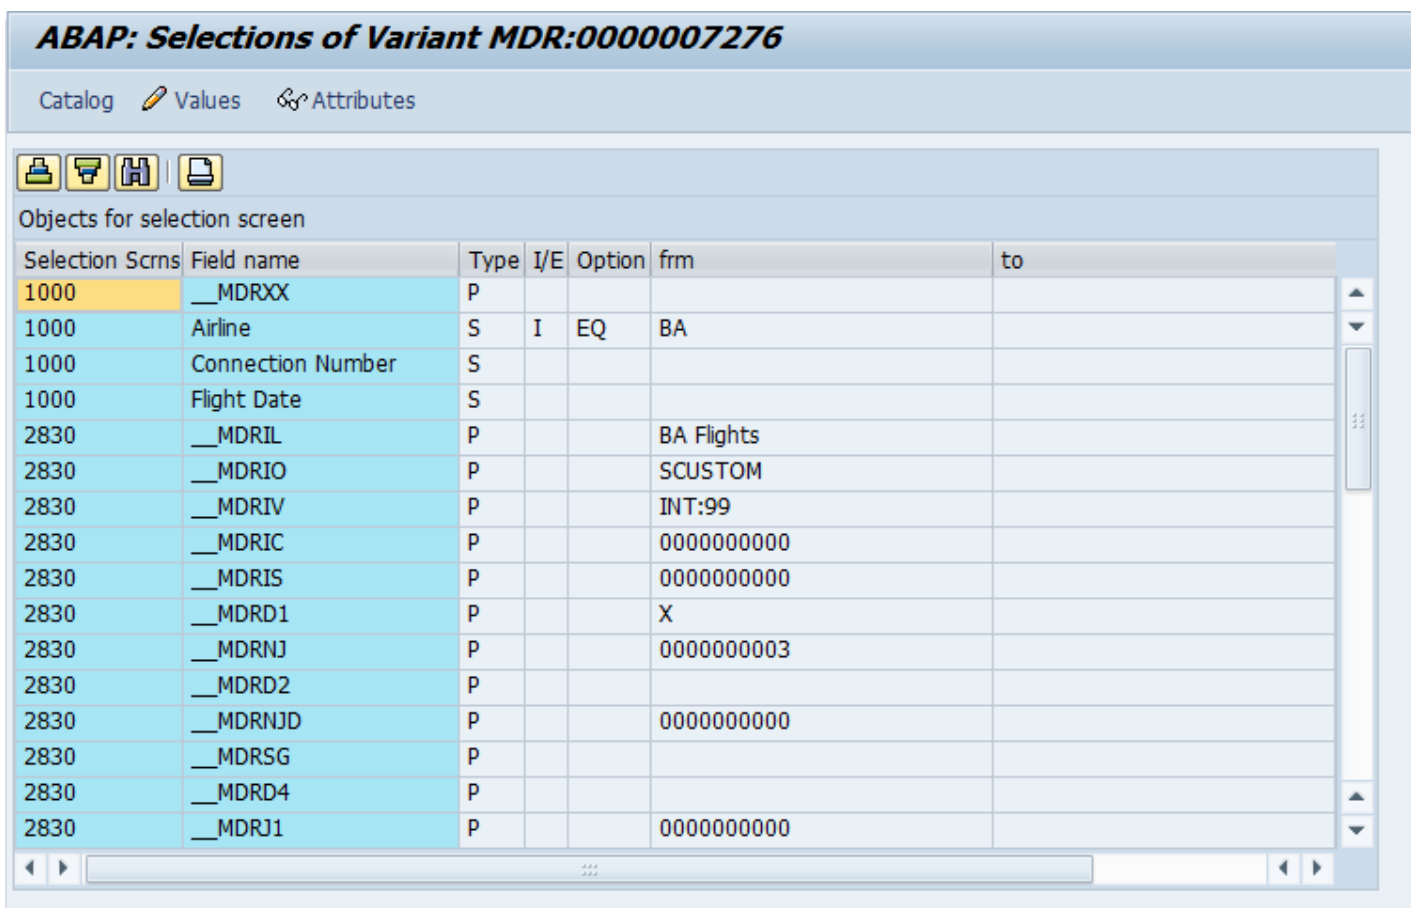 ABAP: Selections of Variant MDR:0000007276
Catalog Values Attributes
Objects for selection screen
Selection Scrns Field name Type I/E Option frm to
1000 __MDRXX P
1000 Airline S I EQ BA
1000 Connection Number S
1000 Flight Date S
2830 __MDRIL P BA Flights
2830 __MDRIO P SCUSTOM
2830 __MDRIV P INT:99
2830 __MDRIC P 0000000000
2830 __MDRIS P 0000000000
2830 __MDRD1 P X
2830 __MDRNJ P 0000000003
2830 __MDRD2 P
2830 __MDRNJD P 0000000000
2830 __MDRSG P
2830 __MDRD4 P
2830 __MDRJ1 P 0000000000